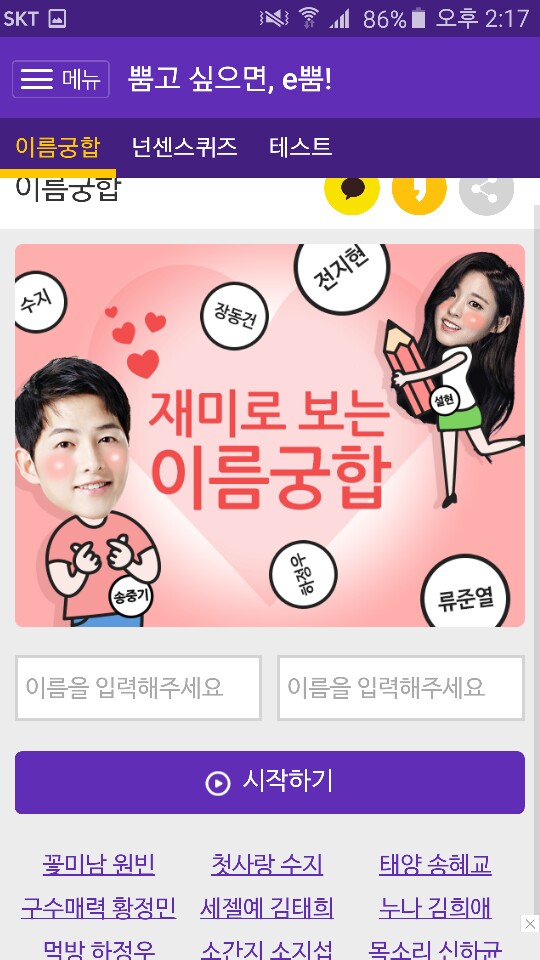 SKT 86% 오후 2:17
메뉴 뿜고 싶으면, e뿜!
이름궁합 넌센스퀴즈 테스트
이름궁합
전지현
수지
장동건
설현
재미로 보는
이름궁합
하정우
송중기
류준열
이름을 입력해주세요 이름을 입력해주세요
시작하기
꽃미남 원빈 첫사랑 수지 태양 송혜교
구수매력 황정민 세젤예 김태희 누나 김희애
먹방 하정우 소간지 소지섭 목소리 신하균